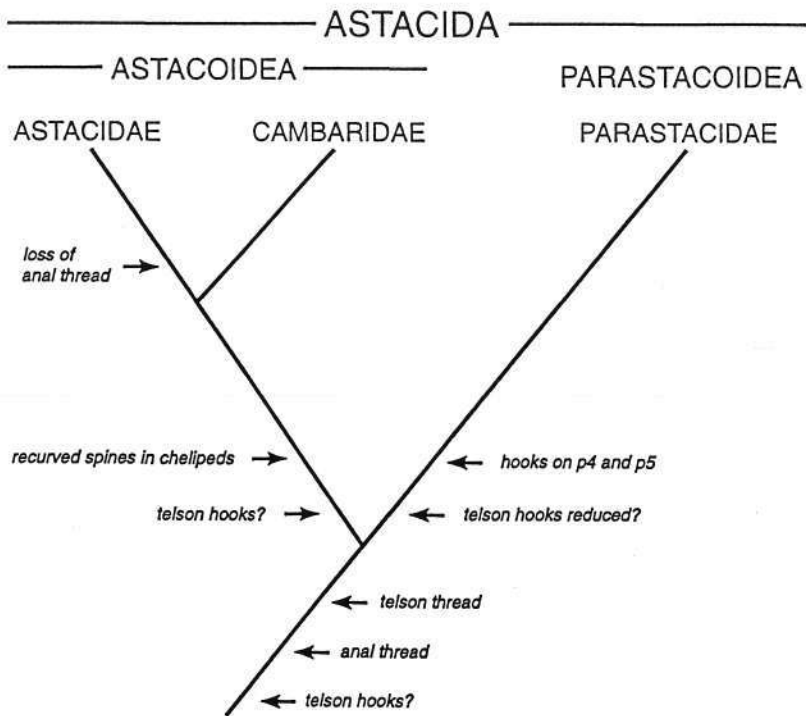 ASTACIDA
ASTACOIDEA
PARASTACOIDEA
ASTACIDAE
CAMBARIDAE
PARASTACIDAE
loss of
anal thread
recurved spines in chelipeds
hooks on p4 and p5
telson hooks?
telson hooks reduced?
telson thread
anal thread
telson hooks?